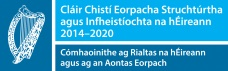 Cláir Chistí Eorpacha Struchtúrtha
agus Infheistíochta na hÉireann
2014–2020
Cómhaoinithe ag Rialtas na hÉireann
agus ag an Aontas Eorpach